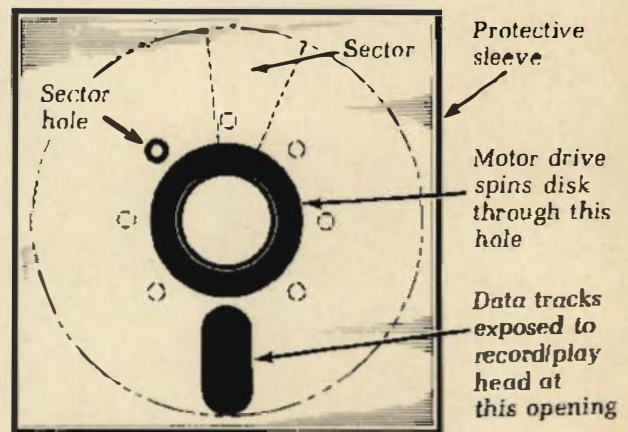 Sector
Sector
hole
Protective
sleeve
Motor drive
spins disk
through this
hole
Data tracks
exposed to
record/play
head at
this opening